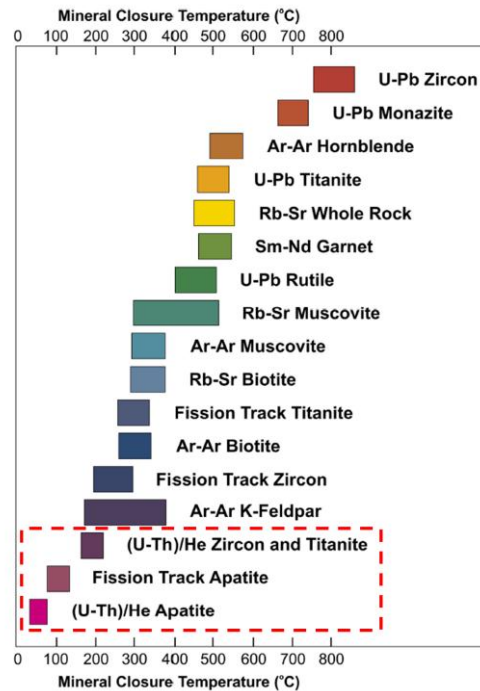 Mineral Closure Temperature (°C)
0 100 200 300 400 500 600 700 800
U-Pb Zircon
U-Pb Monazite
Ar-Ar Hornblende
U-Pb Titanite
Rb-Sr Whole Rock
Sm-Nd Garnet
U-Pb Rutile
Rb-Sr Muscovite
Ar-Ar Muscovite
Rb-Sr Biotite
Fission Track Titanite
Ar-Ar Biotite
Fission Track Zircon
Ar-Ar K-Feldpar
(U-Th)/He Zircon and Titanite
Fission Track Apatite
(U-Th)/He Apatite
0 100 200 300 400 500 600 700 800
Mineral Closure Temperature (°C)